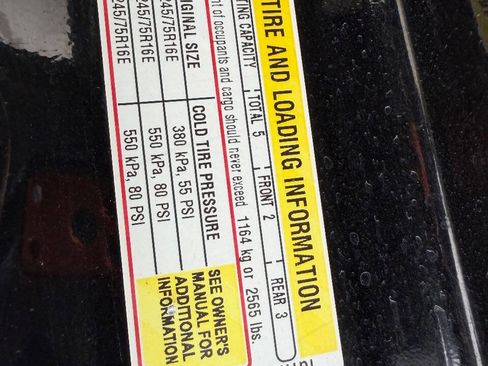 TIRE AND LOADING INFORMATION
TING CAPACITY TOTAL 5 FRONT 2 REAR 3
nt of occupants and cargo should never exceed 1164 kg or 2565 lbs.
IGINAL SIZE COLD TIRE PRESSURE
245/75R16E 380 kPa, 55 PSI
245/75R16E 550 kPa, 80 PSI
245/75R16E 550 kPa, 80 PSI
SEE OWNER'S
MANUAL FOR
ADDITIONAL
INFORMATION